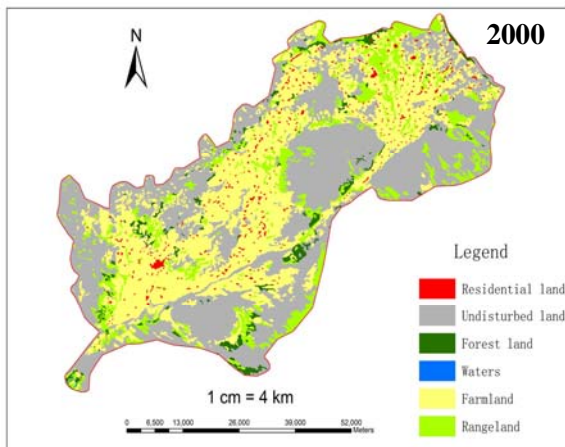 2000
N
Legend
Residential land
Undisturbed land
Forest land
Waters
Farmland
Rangeland
1 cm = 4 km
0 6,500 13,000 26,000 39,000 52,000
Meters